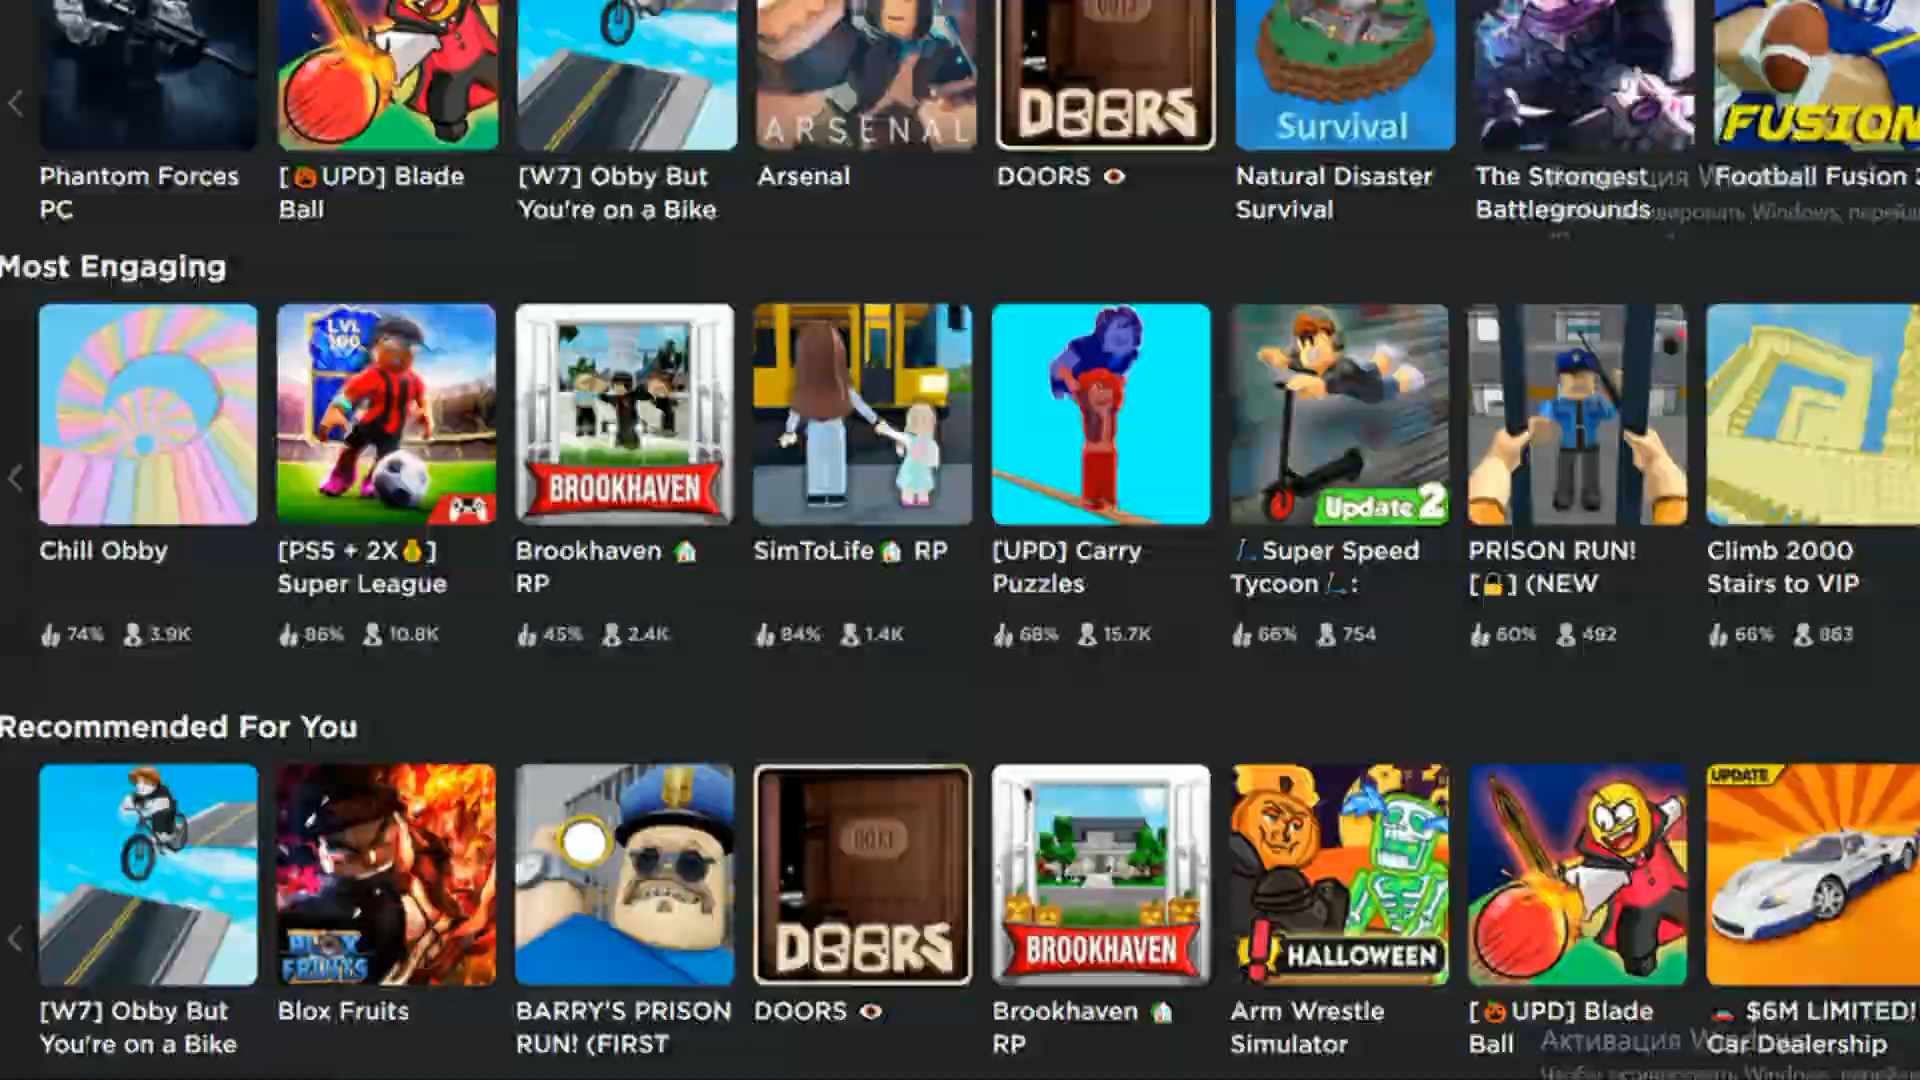 DOORS
ARSENAL
Survival
FUSION
Phantom Forces PC
[🎃UPD] Blade Ball
[W7] Obby But You're on a Bike
Arsenal
DOORS 👁️
Natural Disaster Survival
The Strongest Battlegrounds
Football Fusion
Most Engaging
LVL 100
BROOKHAVEN
Update 2
Chill Obby
[PS5 + 2X💰] Super League
Brookhaven 🏠 RP
SimToLife 🏠 RP
[UPD] Carry Puzzles
🛴Super Speed Tycoon🛴:
PRISON RUN! [🔒] (NEW
Climb 2000 Stairs to VIP
74% 3.9K
86% 10.8K
45% 2.4K
84% 1.4K
68% 15.7K
66% 754
60% 492
66% 863
Recommended For You
BLOX FRUITS
DOORS
BROOKHAVEN
HALLOWEEN
UPDATE
[W7] Obby But You're on a Bike
Blox Fruits
BARRY'S PRISON RUN! (FIRST
DOORS 👁️
Brookhaven 🏠 RP
Arm Wrestle Simulator
[🎃UPD] Blade Ball
🚗 $6M LIMITED! Car Dealership
Активация